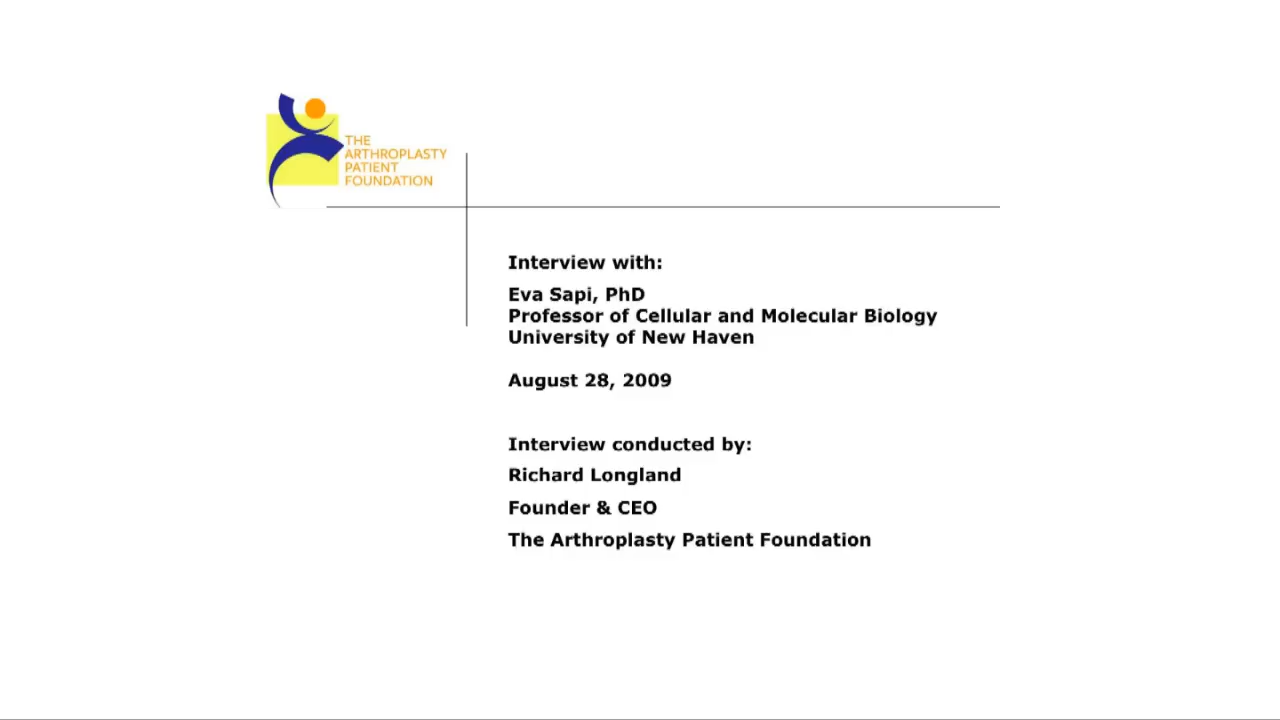 THE
ARTHROPLASTY
PATIENT
FOUNDATION
Interview with:
Eva Sapi, PhD
Professor of Cellular and Molecular Biology
University of New Haven
August 28, 2009
Interview conducted by:
Richard Longland
Founder & CEO
The Arthroplasty Patient Foundation